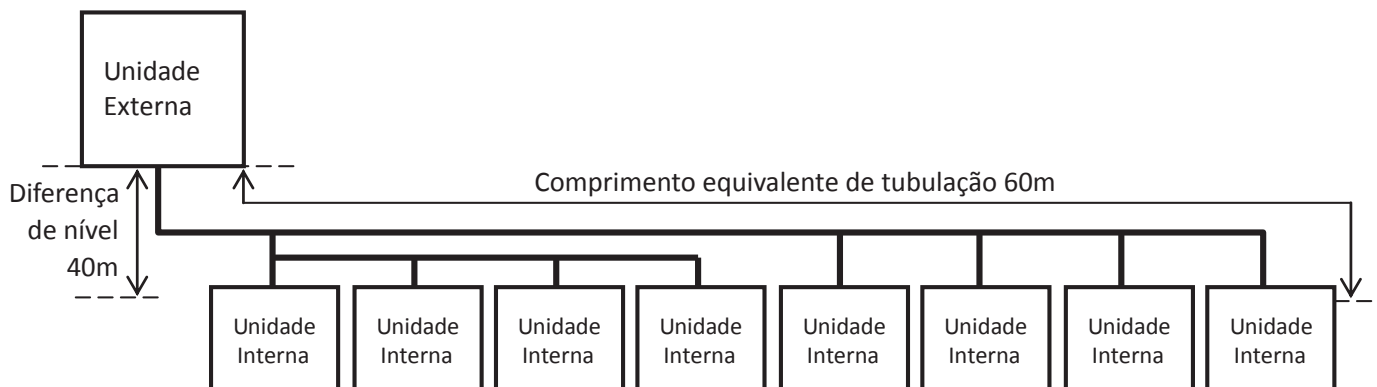 Unidade
Externa
Diferença
de nível
40m
Comprimento equivalente de tubulação 60m
Unidade
Interna
Unidade
Interna
Unidade
Interna
Unidade
Interna
Unidade
Interna
Unidade
Interna
Unidade
Interna
Unidade
Interna